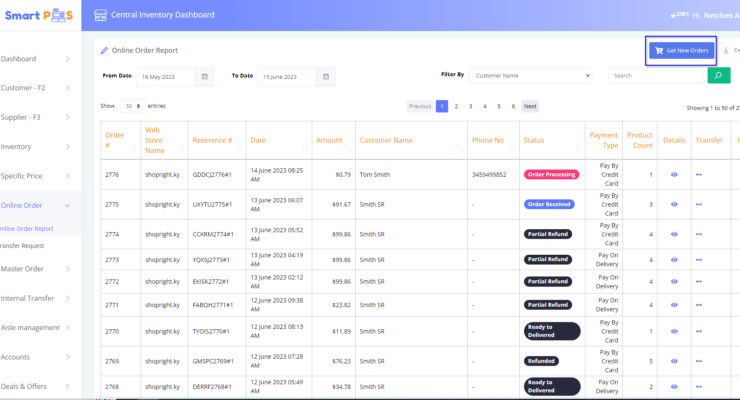 Smart POS
Central Inventory Dashboard
Hi, Netclues
Dashboard
Customer - F2
Supplier - F3
Inventory
Specific Price
Online Order
Online Order Report
Transfer Request
Master Order
Internal Transfer
Aisle management
Accounts
Deals & Offers
Online Order Report
Get New Orders
From Date
16 May 2023
To Date
15 June 2023
Filter By
Customer Name
Search
Show 50 entries
Previous 1 2 3 4 5 6 Next
Showing 1 to 50 of
Order # Web Store Name Recerence # Date Amount Customer Name Phone No Status Payment Type Product Count Details Transfer
2776 shopright.ky GDDCJ2776#1 14 June 2023 08:25 AM $0.79 Tom Smith 3459499852 Order Processing Pay By Credit Card 1
2775 shopright.ky UXYTU2775#1 13 June 2023 06:07 AM $91.67 Smith SR - Order Received Pay By Credit Card 3
2774 shopright.ky CCKRM2774#1 13 June 2023 05:52 AM $99.86 Smith SR - Partial Refund Pay By Credit Card 4
2773 shopright.ky YQXSJ2773#1 13 June 2023 04:19 AM $99.86 Smith SR - Partial Refund Pay On Delivery 4
2772 shopright.ky EKISK2772#1 13 June 2023 02:12 AM $99.86 Smith SR - Partial Refund Pay On Delivery 4
2771 shopright.ky FABQH2771#1 12 June 2023 09:38 AM $23.82 Smith SR - Partial Refund Pay On Delivery 4
2770 shopright.ky TYOIS2770#1 12 June 2023 08:13 AM $11.89 Smith SR - Ready to Delivered Pay By Credit Card 1
2769 shopright.ky GMSPC2769#1 12 June 2023 07:28 AM $76.23 Smith SR - Refunded Pay By Credit Card 5
2768 shopright.ky DERRF2768#1 12 June 2023 05:49 AM $34.78 Smith SR - Ready to Delivered Pay On Delivery 2